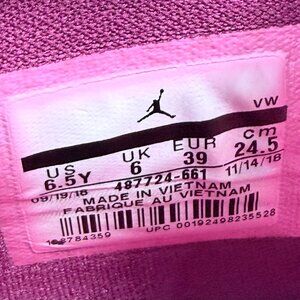 VW
US UK EUR cm
6.5Y 6 39 24.5
09/19/18 487724-661 11/14/18
MADE IN VIETNAM
FABRIQUE AU VIETNAM
UPC 00192498235528